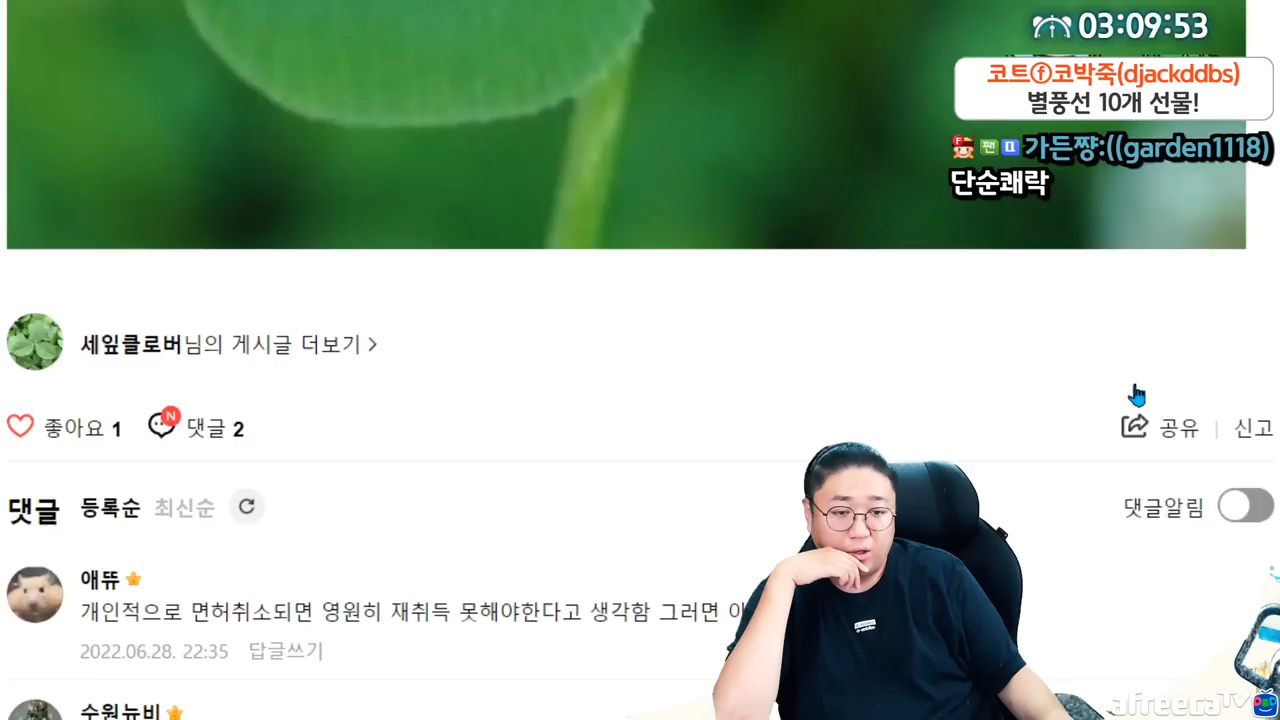 03:09:53
코트ⓕ코박죽(djackddbs)
별풍선 10개 선물!
F 팬 가든쨩:((garden1118)
단순쾌락
세잎클로버님의 게시글 더보기 >
좋아요 1 N 댓글 2
공유 | 신고
댓글 등록순 최신순
댓글알림
애뜌
개인적으로 면허취소되면 영원히 재취득 못해야한다고 생각함 그러면
2022.06.28. 22:35 답글쓰기
수원뉴비
afreecaTV